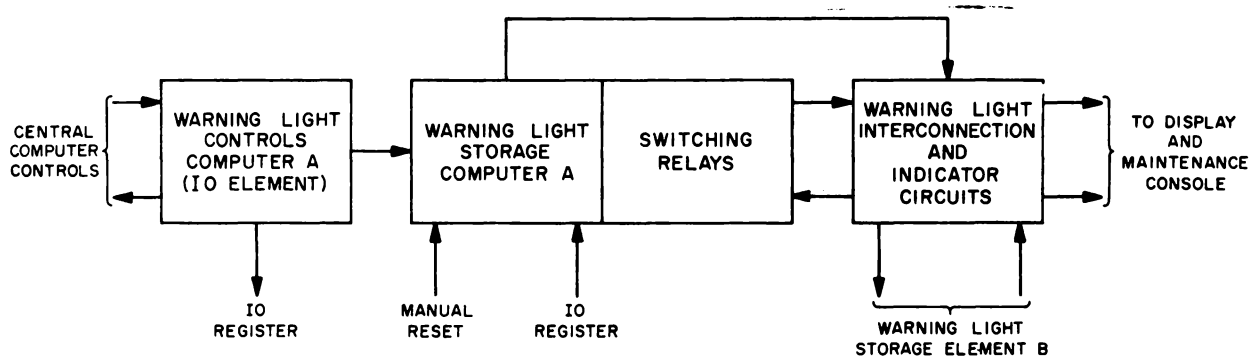 CENTRAL
COMPUTER
CONTROLS
WARNING LIGHT
CONTROLS
COMPUTER A
(IO ELEMENT)
IO
REGISTER
WARNING LIGHT
STORAGE
COMPUTER A
MANUAL
RESET
IO
REGISTER
SWITCHING
RELAYS
WARNING LIGHT
INTERCONNECTION
AND
INDICATOR
CIRCUITS
WARNING LIGHT
STORAGE ELEMENT B
TO DISPLAY
AND
MAINTENANCE
CONSOLE